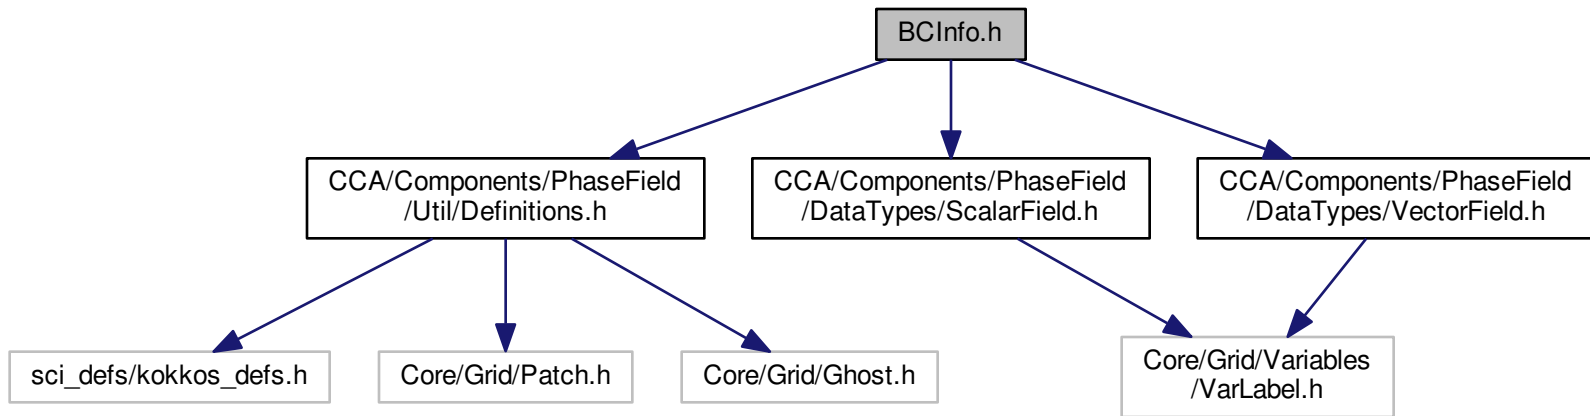 BCInfo.h
CCA/Components/PhaseField
/Util/Definitions.h
CCA/Components/PhaseField
/DataTypes/ScalarField.h
CCA/Components/PhaseField
/DataTypes/VectorField.h
sci_defs/kokkos_defs.h
Core/Grid/Patch.h
Core/Grid/Ghost.h
Core/Grid/Variables
/VarLabel.h